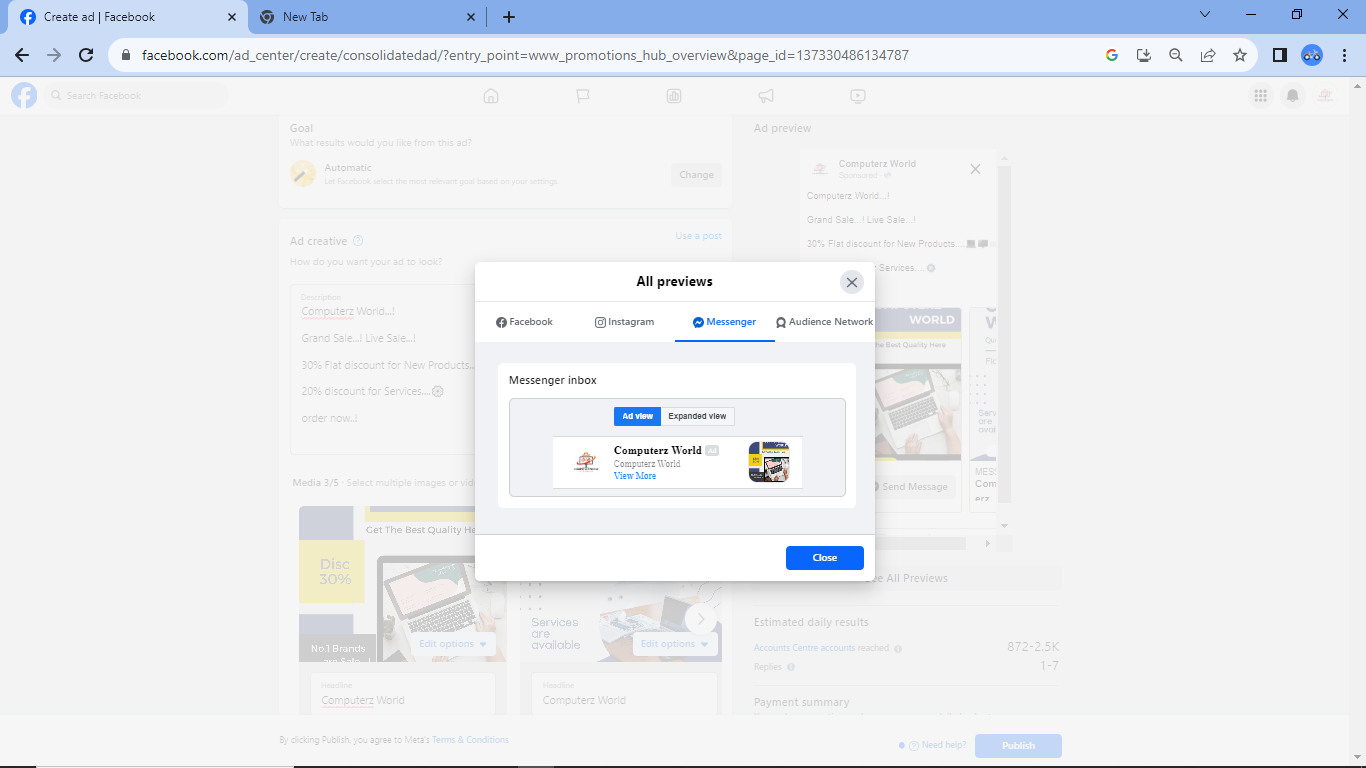 Create ad | Facebook
New Tab
facebook.com/ad_center/create/consolidatedad/?entry_point=www_promotions_hub_overview&page_id=137330486134787
Search Facebook
Goal
What results would you like from this ad?
Automatic
Let Facebook select the most relevant goal based on your settings.
Change
Ad creative
Use a post
How do you want your ad to look?
Description
Computerz World...!
Grand Sale...! Live Sale...!
30% Flat discount for New Products...
20% discount for Services....
order now..!
Media 3/5 · Select multiple images or
Get The Best Quality
Disc
30%
No.1 Brands
are Sale
Edit options
Headline
Computerz World
Services
are
available
Edit options
Headline
Computerz World
Ad preview
Computerz World
Sponsored
Computerz World...!
Grand Sale...! Live Sale...!
30% Flat discount for New Products....
Services ...
WORLD
The Best Quality Here
Send Message
All Previews
Estimated daily results
Accounts Centre accounts reached
872-2.5K
Replies
1-7
Payment summary
All previews
Facebook
Instagram
Messenger
Audience Network
Messenger inbox
Ad view
Expanded view
Computerz World Ad
Computerz World
View More
Close
By clicking Publish, you agree to Meta's Terms & Conditions
Need help?
Publish